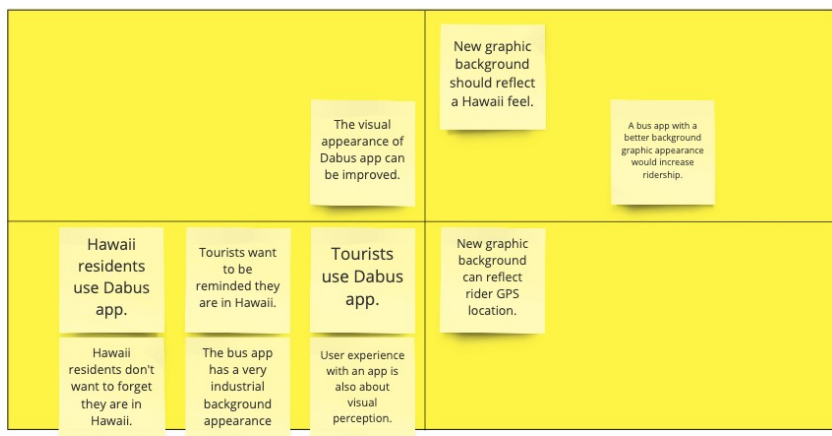 New graphic
background
should reflect
a Hawaii feel.
The visual
appearance of
Dabus app can
be improved.
A bus app with a
better background
graphic appearance
would increase
ridership.
Hawaii
residents
use Dabus
app.
Tourists want
to be
reminded they
are in Hawaii.
Tourists
use Dabus
app.
New graphic
background
can reflect
rider GPS
location.
Hawaii
residents don't
want to forget
they are in
Hawaii.
The bus app
has a very
industrial
background
appearance
User experience
with an app is
also about
visual
perception.